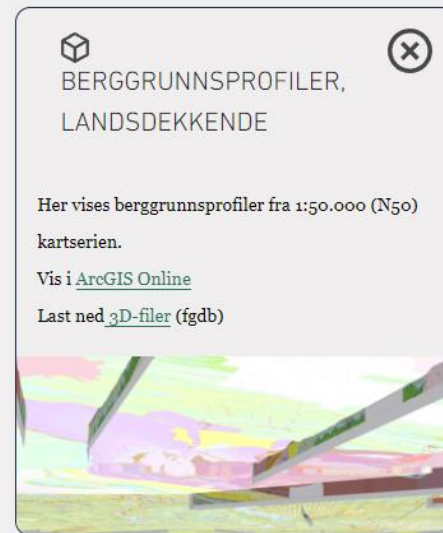 BERGGRUNNSPROFILER,
LANDSDEKKENDE
Her vises berggrunnsprofiler fra 1:50.000 (N50)
kartserien.
Vis i ArcGIS Online
Last ned 3D-filer (fgdb)